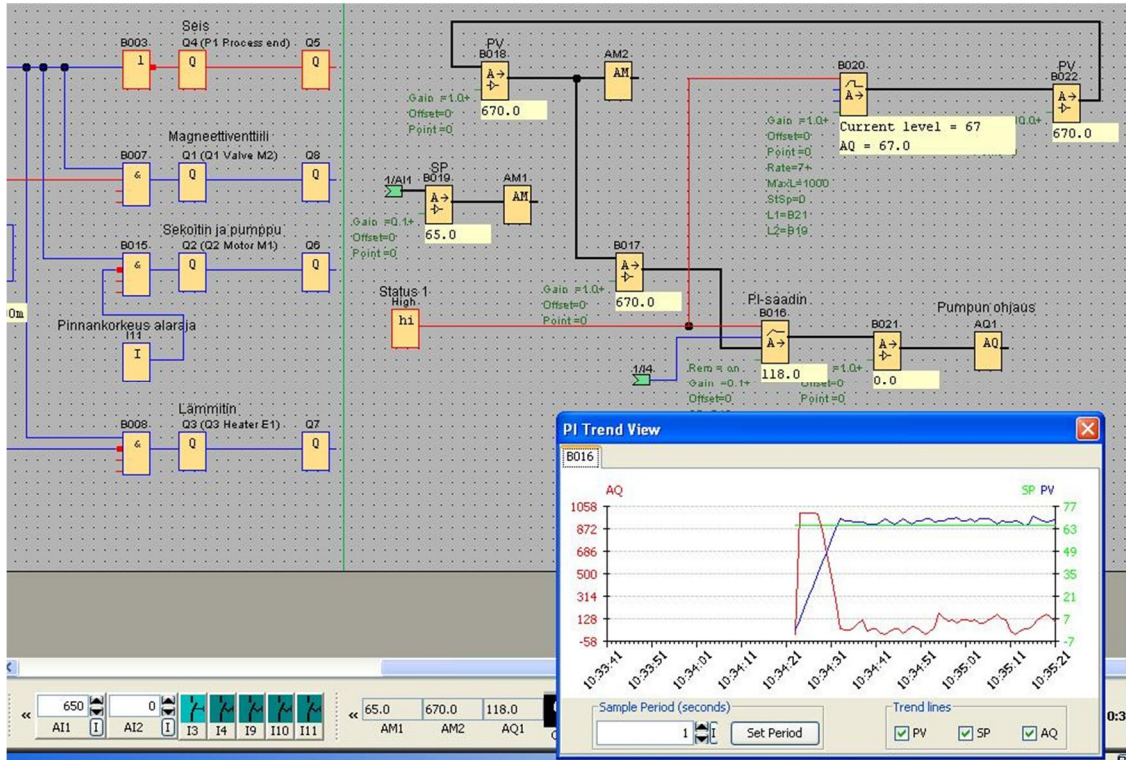 Seis
B003
Q4 (P1 Process end)
Q5
1
Q
Q
Magneettiventtiili
B007
Q1 (Q1 Valve M2)
Q8
&
Q
Q
Sekoitin ja pumppu
B015
Q2 (Q2 Motor M1)
Q6
&
Q
Q
0m
Pinnankorkeus alaraja
I11
I
Lämmitin
B008
Q3 (Q3 Heater E1)
Q7
&
Q
Q
PV
B018
A→
Gain =1.0+
Offset=0
Point=0
670.0
AM2
AM
SP
B019
1/AI1
A→
Gain =0.1+
Offset=0
Point=0
65.0
AM1
AM
B020
A→
Current level = 67
AQ = 67.0
Gain =1.0+
Offset=0
Point=0
Rate=7+
MaxL=1000
StSp=0
L1=B21
L2=B19
PV
B022
A→
670.0
B017
A→
Gain =1.0+
Offset=0
Point=0
670.0
Status 1
High
hi
PI-säädin
B016
A→
118.0
1/I4
Rem = on
Gain =0.1+
Offset=0
B021
A→
=1.0+
Offset=0
Point=0
0.0
Pumpun ohjaus
AQ1
AQ
PI Trend View
B016
AQ
SP PV
1058
872
686
500
314
128
-58
77
63
49
35
21
7
-7
10:33:41
10:33:51
10:34:01
10:34:11
10:34:21
10:34:31
10:34:41
10:34:51
10:35:01
10:35:11
10:35:21
Sample Period (seconds)
1
Set Period
Trend lines
PV
SP
AQ
«
650
AI1
I
0
AI2
I
I3
I4
I9
I10
I11
«
65.0
AM1
670.0
AM2
118.0
AQ1
0:3